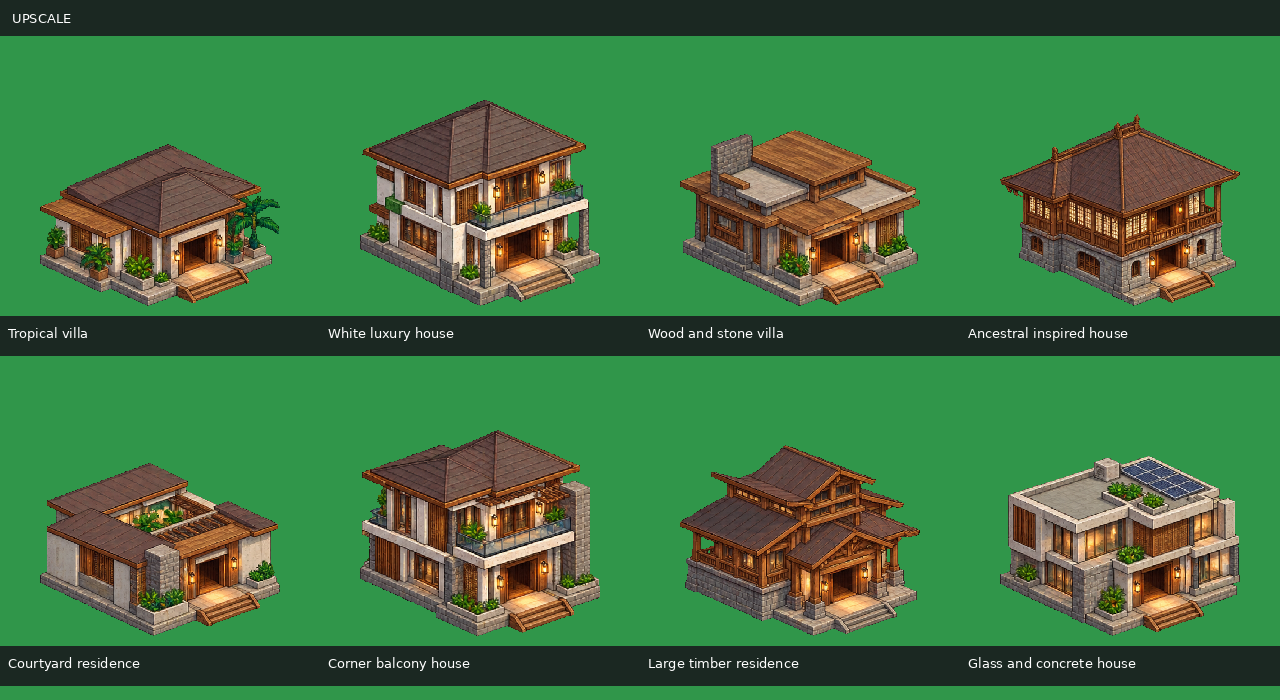 UPSCALE
Tropical villa
White luxury house
Wood and stone villa
Ancestral inspired house
Courtyard residence
Corner balcony house
Large timber residence
Glass and concrete house